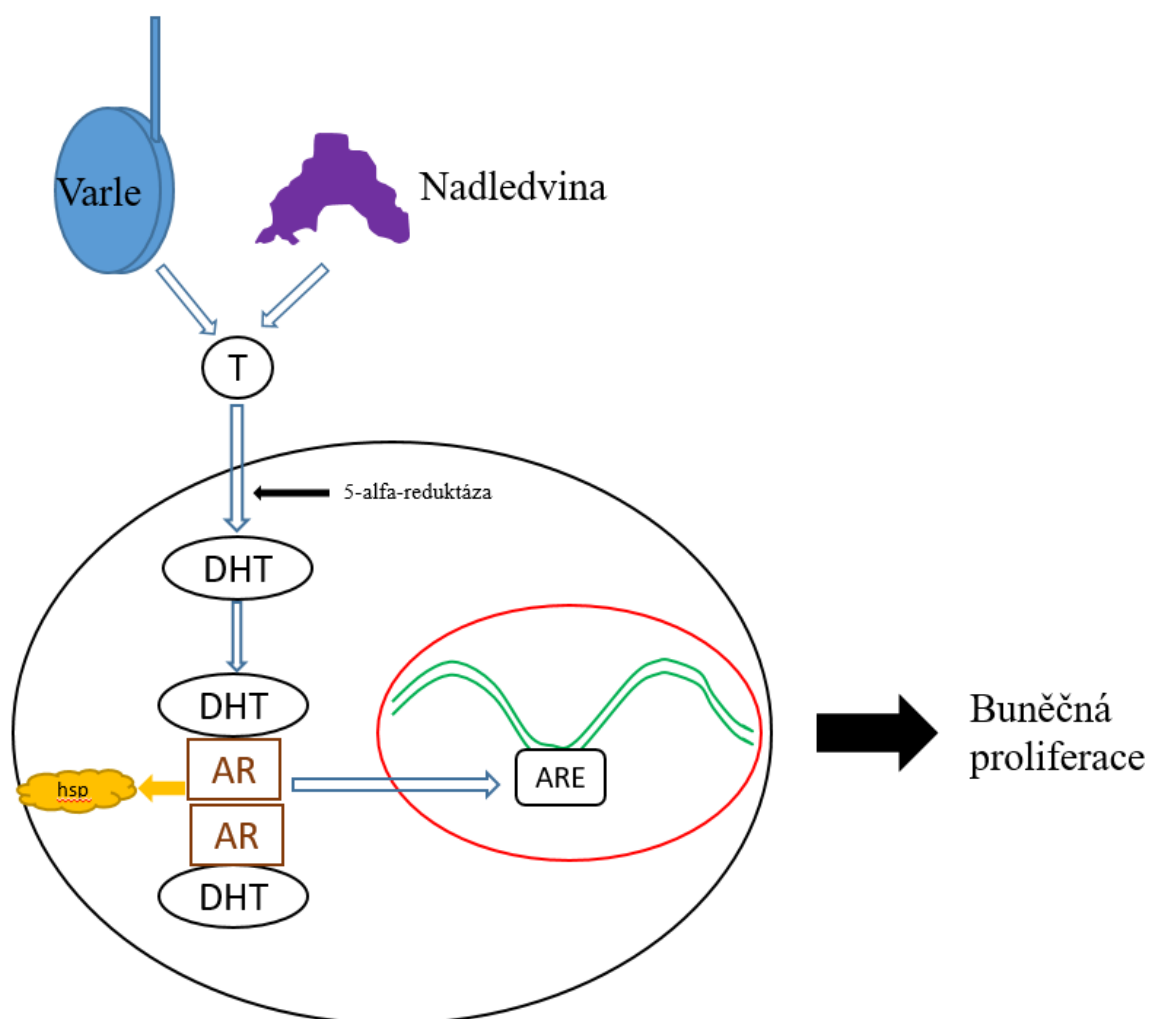 Varle
Nadledvina
T
5-alfa-reduktáza
DHT
DHT
AR
hsp
ARE
AR
DHT
Buněčná
proliferace